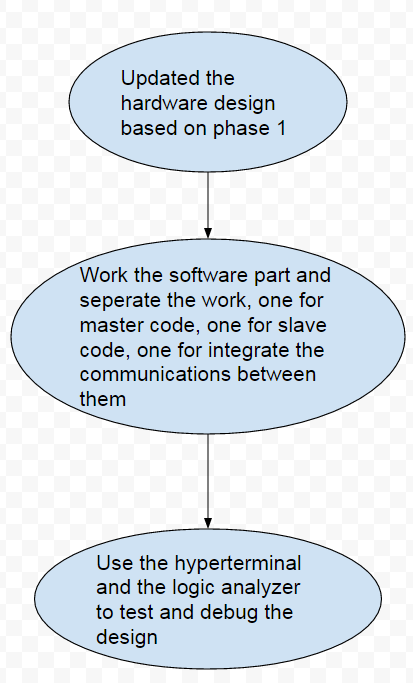 Updated the
hardware design
based on phase 1
Work the software part and
seperate the work, one for
master code, one for slave
code, one for integrate the
communications between
them
Use the hyperterminal
and the logic analyzer
to test and debug the
design